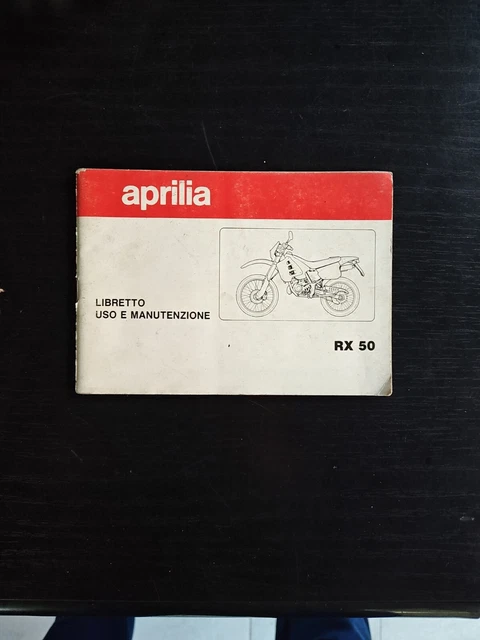 aprilia
LIBRETTO
USO E MANUTENZIONE
RX 50